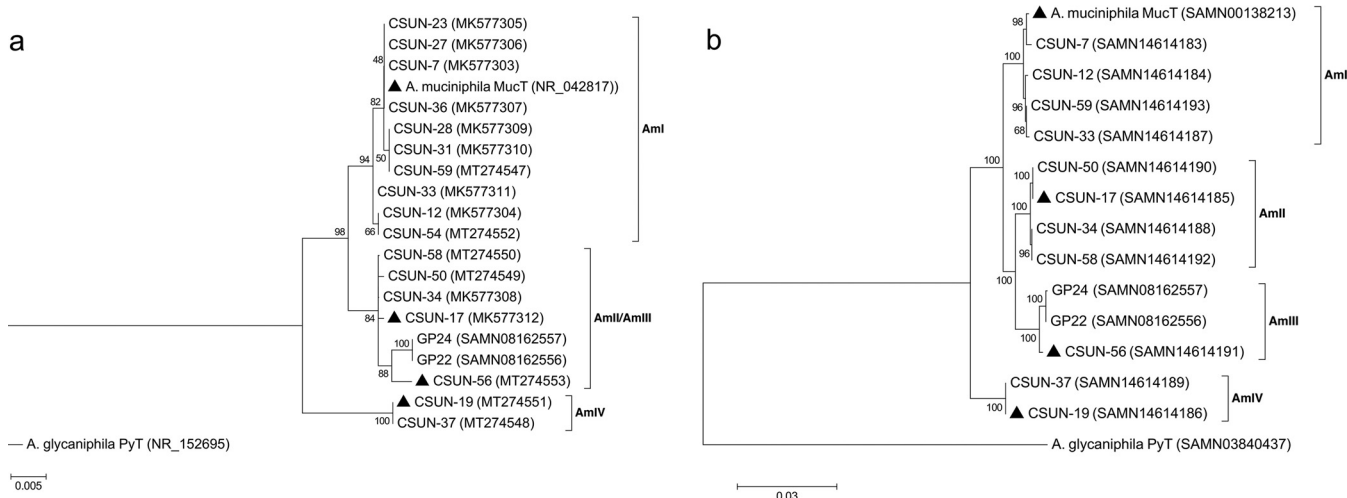 a
CSUN-23 (MK577305)
CSUN-27 (MK577306)
48
CSUN-7 (MK577303)
A. muciniphila MucT (NR_042817))
82
CSUN-36 (MK577307)
CSUN-28 (MK577309)
AmI
CSUN-31 (MK577310)
94
50
CSUN-59 (MT274547)
CSUN-33 (MK577311)
CSUN-12 (MK577304)
98
66
CSUN-54 (MT274552)
CSUN-58 (MT274550)
CSUN-50 (MT274549)
CSUN-34 (MK577308)
84
CSUN-17 (MK577312)
AmII/AmIII
GP24 (SAMN08162557)
100
GP22 (SAMN08162556)
88
CSUN-56 (MT274553)
CSUN-19 (MT274551)
AmIV
100
CSUN-37 (MT274548)
A. glycaniphila PyT (NR_152695)
0.005
b
A. muciniphila MucT (SAMN00138213)
98
CSUN-7 (SAMN14614183)
100
CSUN-12 (SAMN14614184)
AmI
CSUN-59 (SAMN14614193)
96
68
CSUN-33 (SAMN14614187)
100
CSUN-50 (SAMN14614190)
100
CSUN-17 (SAMN14614185)
100
AmII
CSUN-34 (SAMN14614188)
96
CSUN-58 (SAMN14614192)
100
GP24 (SAMN08162557)
100
GP22 (SAMN08162556)
AmIII
100
CSUN-56 (SAMN14614191)
CSUN-37 (SAMN14614189)
AmIV
100
CSUN-19 (SAMN14614186)
A. glycaniphila PyT (SAMN03840437)
0.03